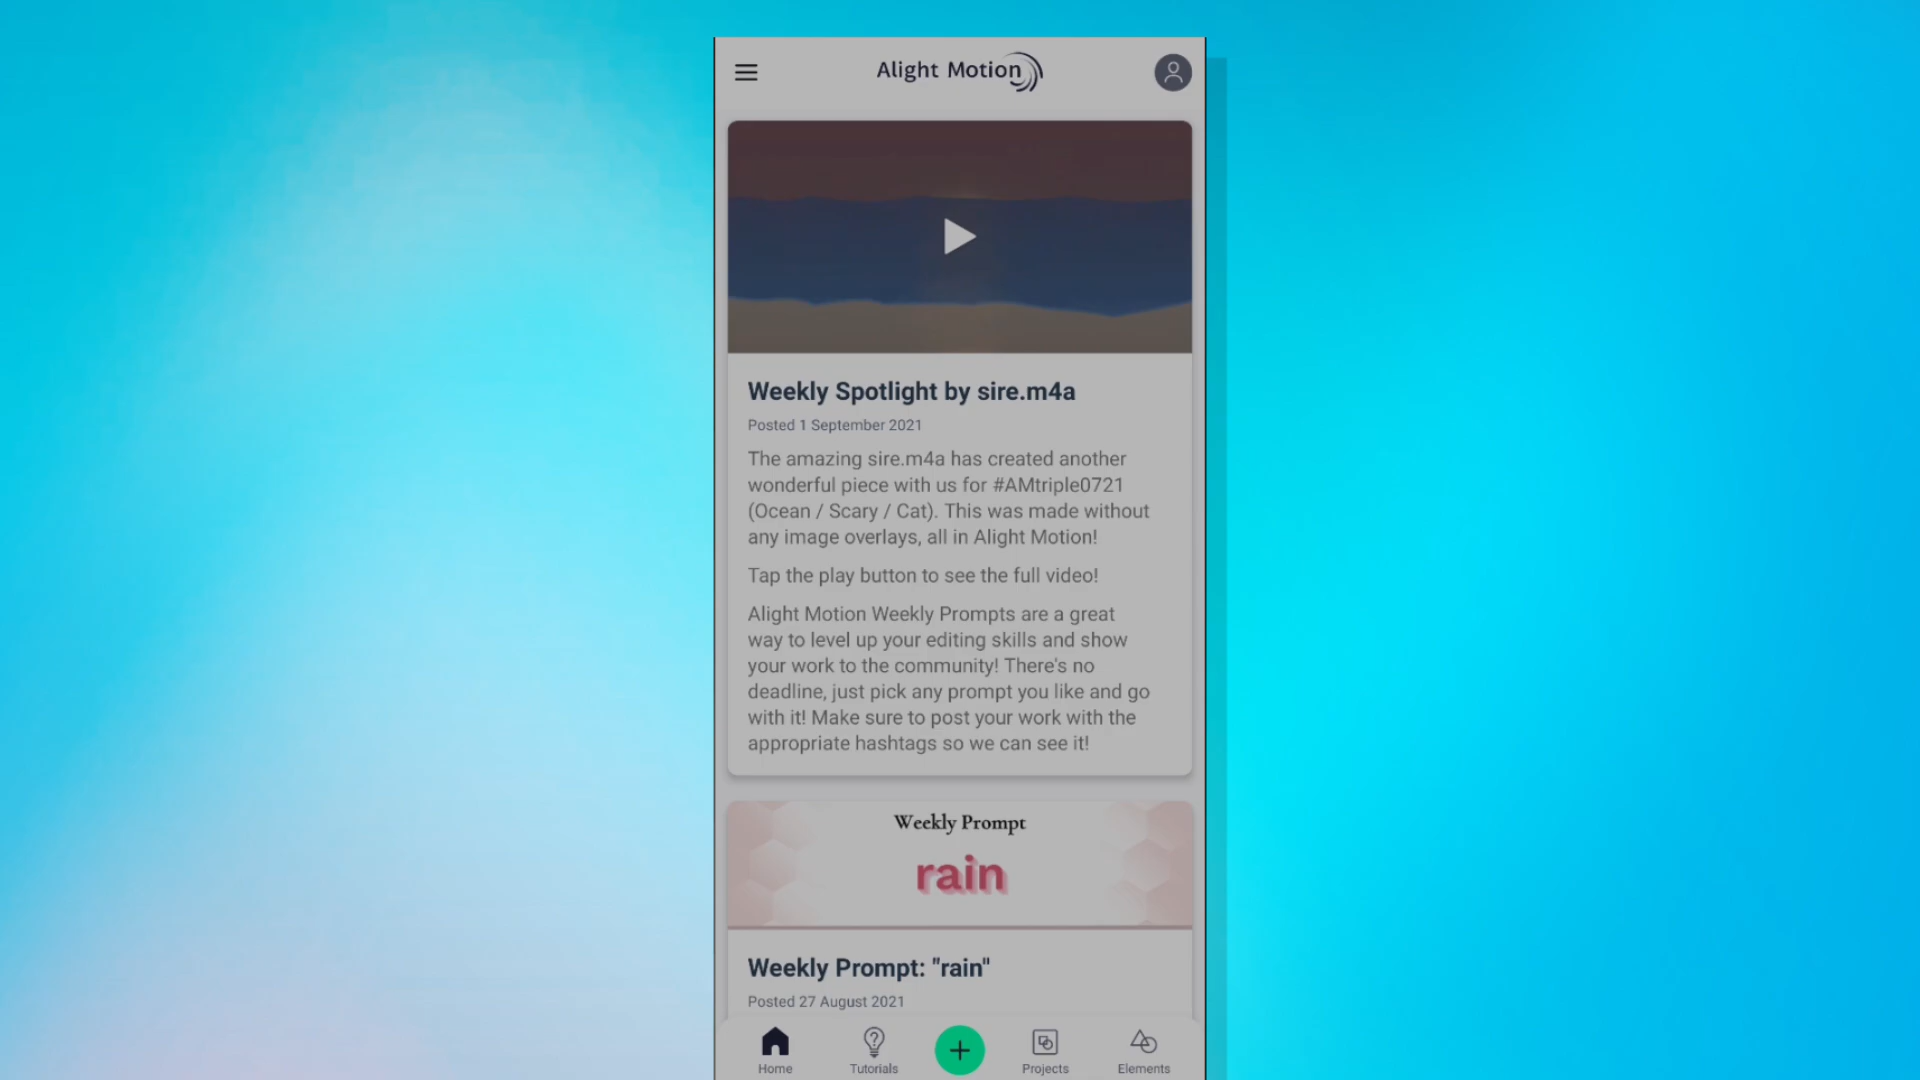 Alight Motion
Weekly Spotlight by sire.m4a
Posted 1 September 2021
The amazing sire.m4a has created another
wonderful piece with us for #AMtriple0721
(Ocean / Scary / Cat). This was made without
any image overlays, all in Alight Motion!
Tap the play button to see the full video!
Alight Motion Weekly Prompts are a great
way to level up your editing skills and show
your work to the community! There's no
deadline, just pick any prompt you like and go
with it! Make sure to post your work with the
appropriate hashtags so we can see it!
Weekly Prompt
rain
Weekly Prompt: "rain"
Posted 27 August 2021
Home
Tutorials
Projects
Elements